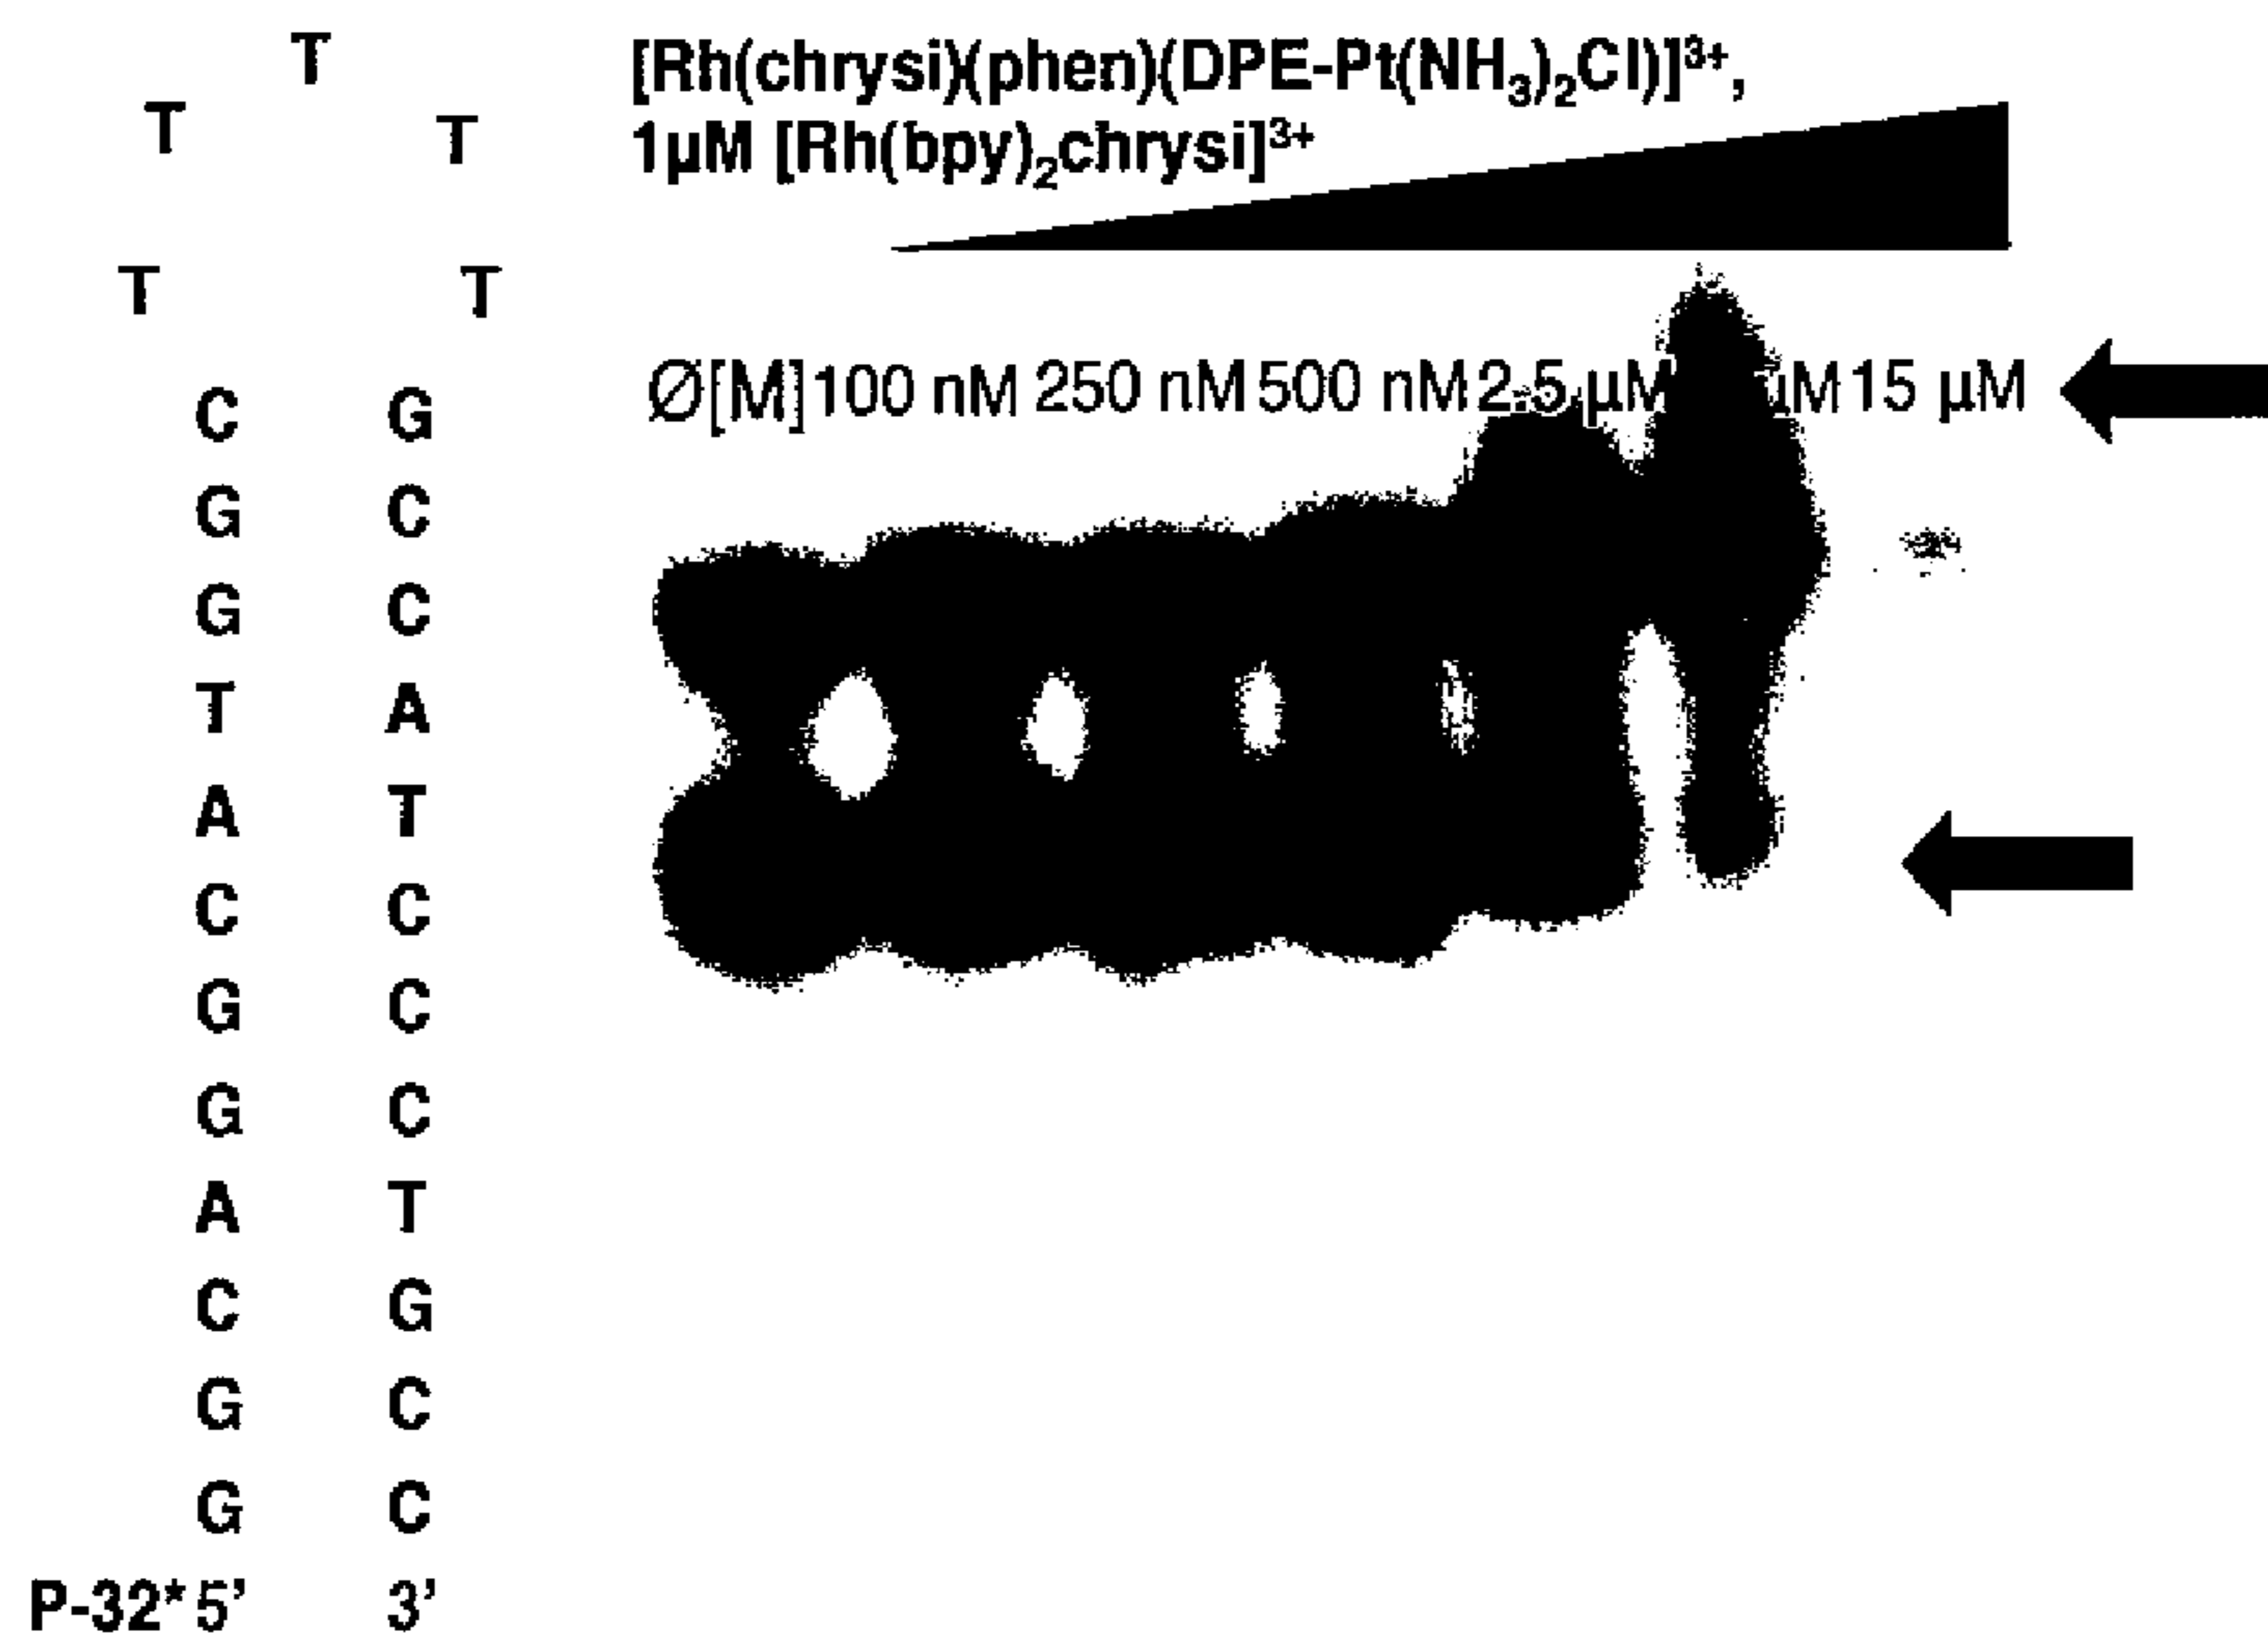 T
T T
T T
[Rh(chrysi)(phen)(DPE-Pt(NH3)2Cl)]3+,
1µM [Rh(bpy)2chrysi]3+
Ø[M] 100 nM 250 nM 500 nM 2.5 µM µM 15 µM
C G
G C
G C
T A
A T
C C
G C
G C
A T
C G
G C
G C
P-32*5' 3'